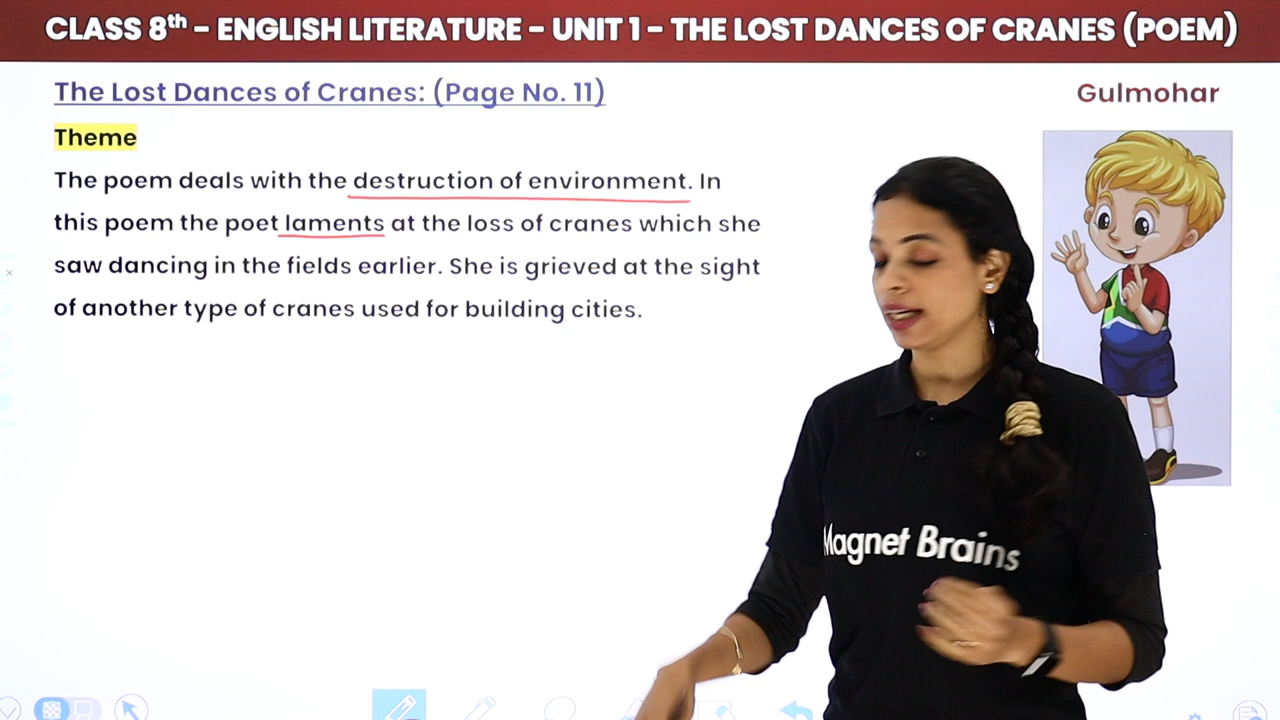 CLASS 8th – ENGLISH LITERATURE – UNIT 1 – THE LOST DANCES OF CRANES (POEM)
The Lost Dances of Cranes: (Page No. 11)
Gulmohar
Theme
The poem deals with the destruction of environment. In
this poem the poet laments at the loss of cranes which she
saw dancing in the fields earlier. She is grieved at the sight
of another type of cranes used for building cities.
Magnet Brains